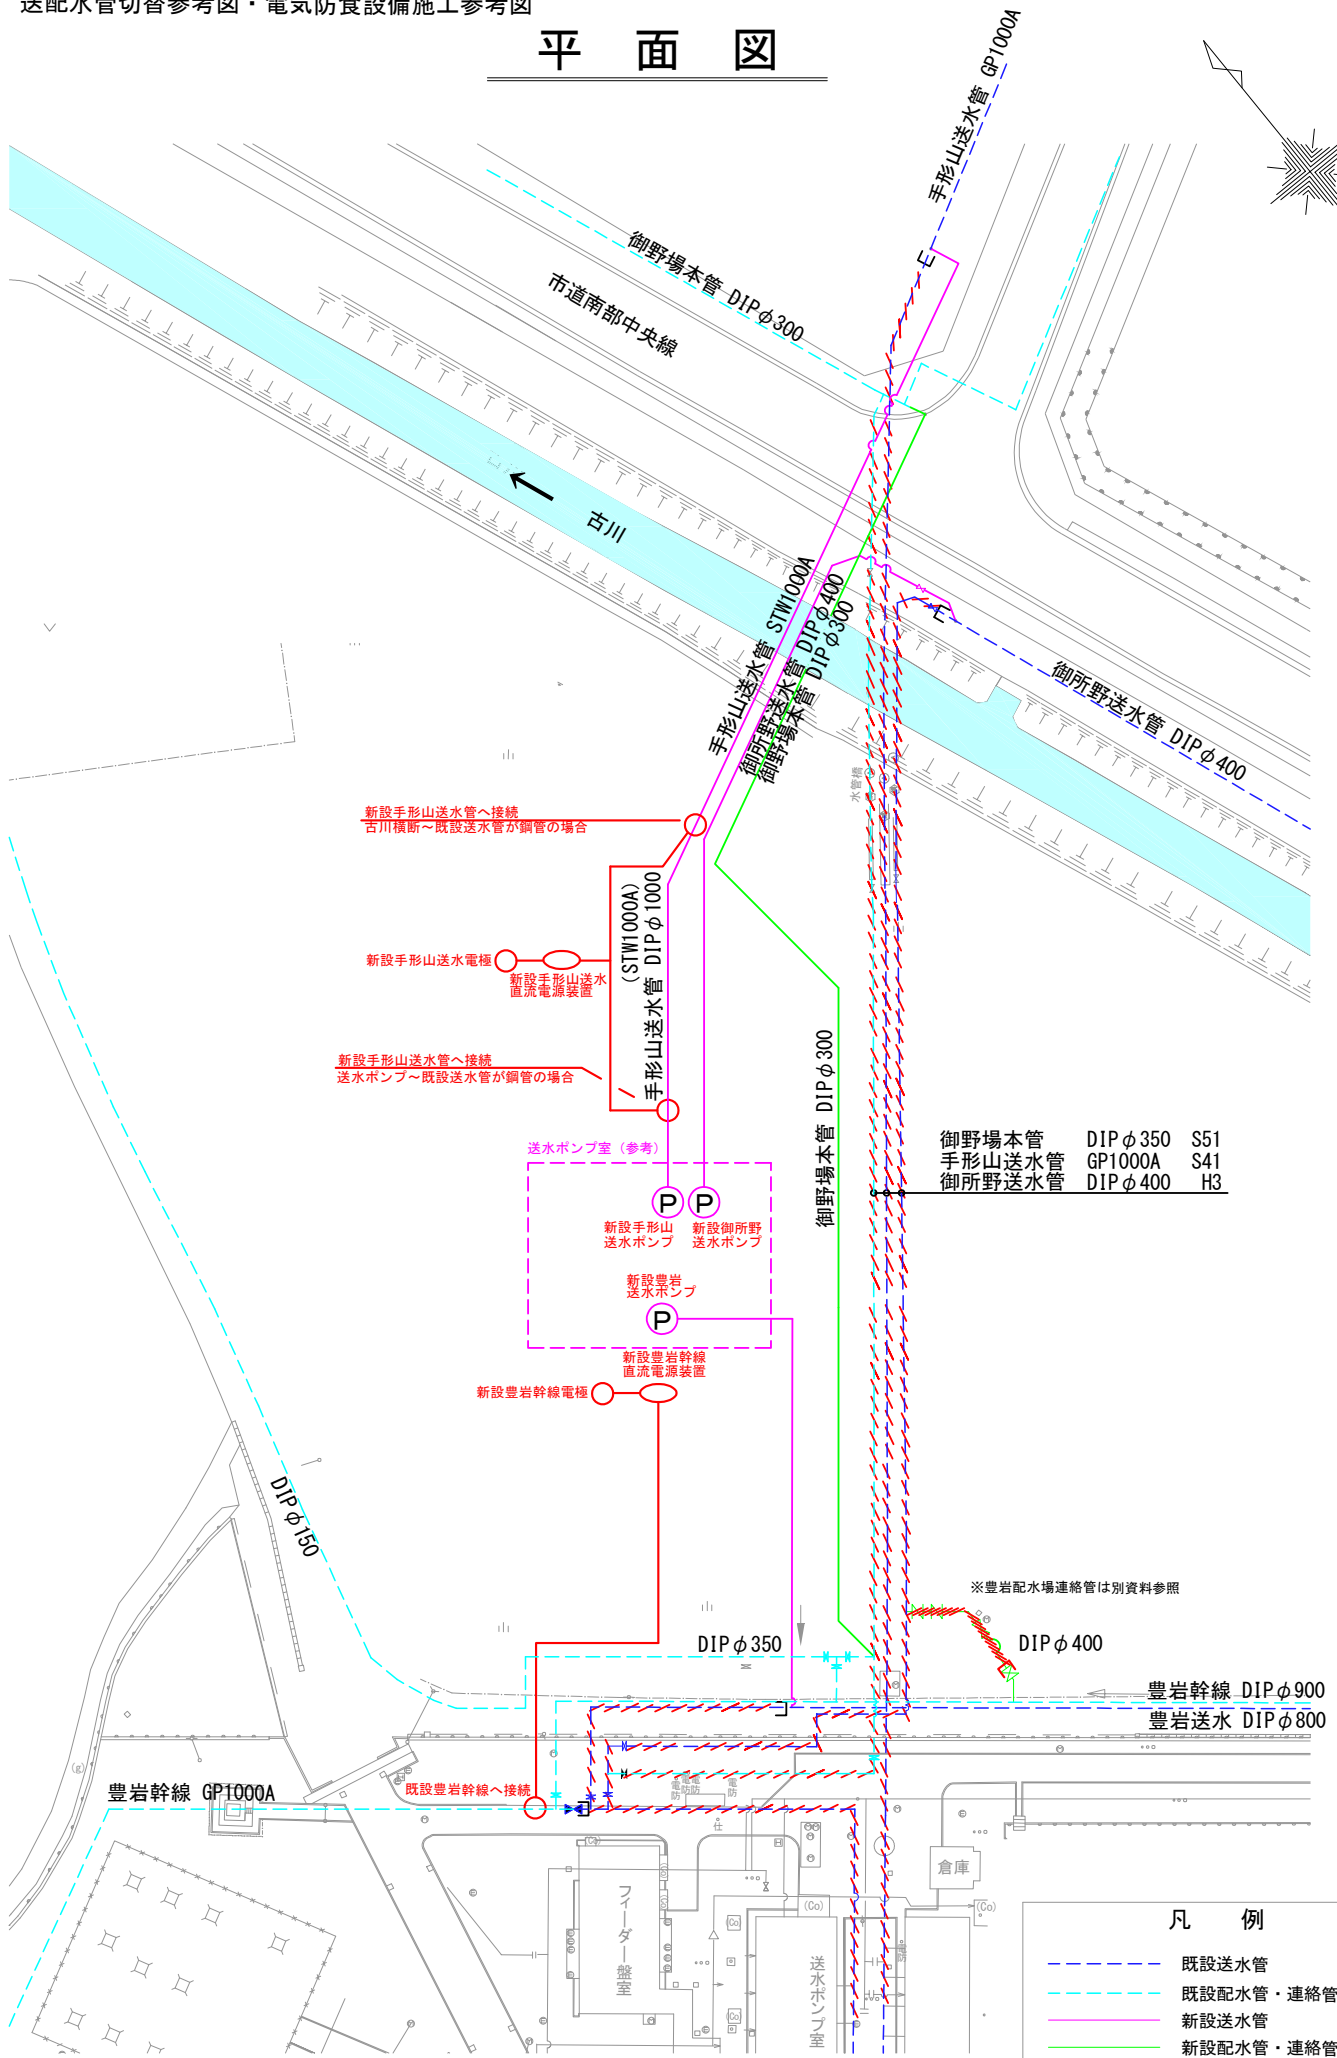 送配水管切替参考図・電気防食設備施工参考図
平 面 図
手形山送水管 GP1000A
御野場本管 DIPφ300
市道南部中央線
古川
手形山送水管 STW1000A
御所野送水管 DIPφ400
御野場本管 DIPφ300
御所野送水管 DIPφ400
水管橋
新設手形山送水管へ接続
古川横断～既設送水管が鋼管の場合
(STW1000A)
手形山送水管 DIPφ1000
新設手形山送水電極
新設手形山送水
直流電源装置
新設手形山送水管へ接続
送水ポンプ～既設送水管が鋼管の場合
御野場本管 DIPφ300
御野場本管 DIPφ350 S51
手形山送水管 GP1000A S41
御所野送水管 DIPφ400 H3
送水ポンプ室（参考）
P
P
新設手形山
送水ポンプ
新設御所野
送水ポンプ
新設豊岩
送水ポンプ
P
新設豊岩幹線
直流電源装置
新設豊岩幹線電極
DIPφ150
※豊岩配水場連絡管は別資料参照
DIPφ350
DIPφ400
豊岩幹線 DIPφ900
豊岩送水 DIPφ800
豊岩幹線 GP1000A
既設豊岩幹線へ接続
電防
電防
電防
倉庫
フィーダー盤室
送水ポンプ室
(Co)
(Co)
(Co)
(Co)
凡 例
既設送水管
既設配水管・連絡管
新設送水管
新設配水管・連絡管